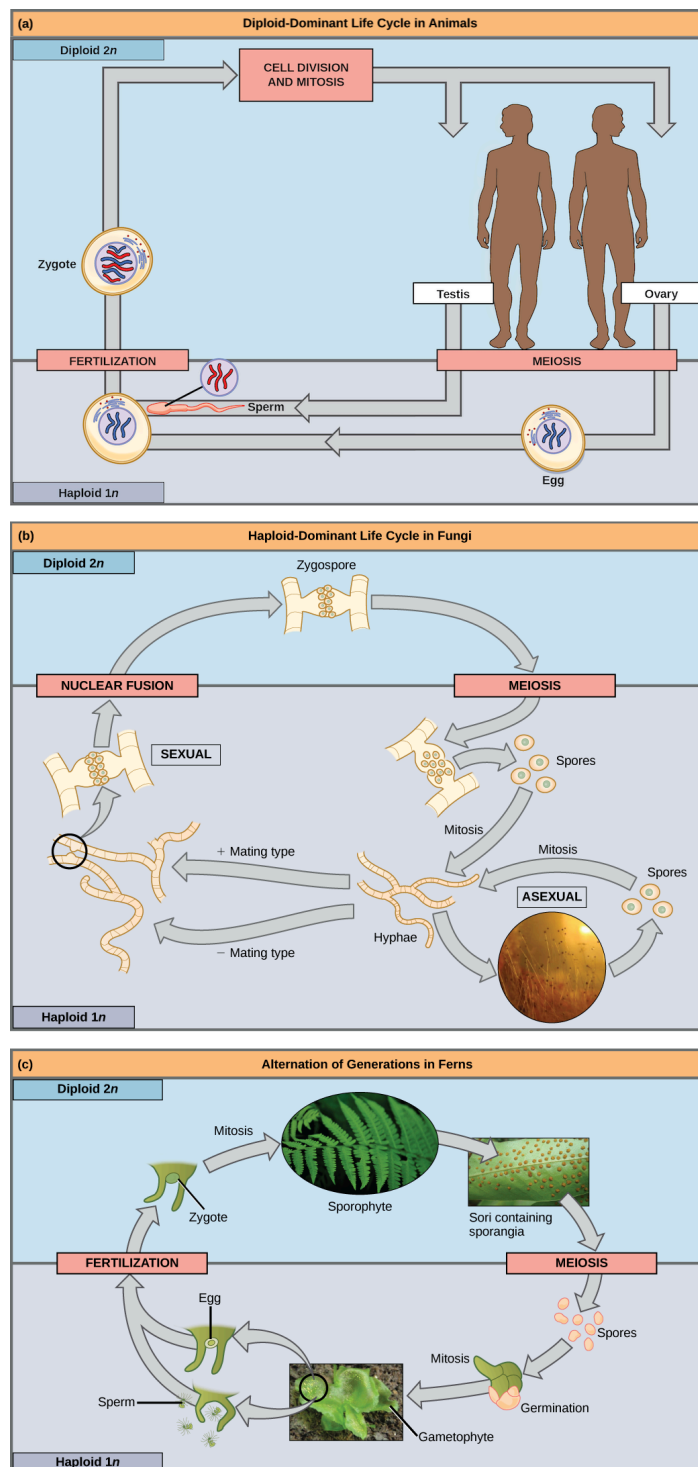 (a) Diploid-Dominant Life Cycle in Animals
Diploid 2n
CELL DIVISION
AND MITOSIS
Zygote
Testis
Ovary
FERTILIZATION
MEIOSIS
Sperm
Egg
Haploid 1n
(b) Haploid-Dominant Life Cycle in Fungi
Diploid 2n
Zygospore
NUCLEAR FUSION
MEIOSIS
SEXUAL
Spores
Mitosis
Mitosis
+ Mating type
Spores
ASEXUAL
Hyphae
− Mating type
Haploid 1n
(c) Alternation of Generations in Ferns
Diploid 2n
Mitosis
Zygote
Sporophyte
Sori containing
sporangia
FERTILIZATION
MEIOSIS
Egg
Spores
Mitosis
Sperm
Germination
Gametophyte
Haploid 1n